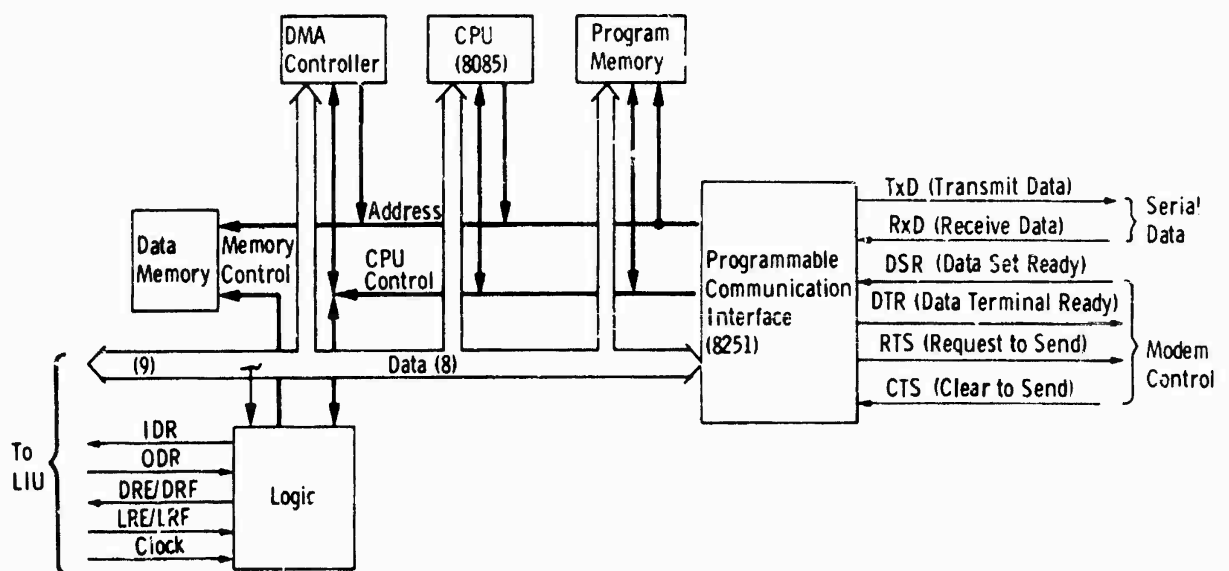 DMA
Controller
CPU
(8085)
Program
Memory
Data
Memory
Address
Memory
Control
CPU
Control
Programmable
Communication
Interface
(8251)
TxD (Transmit Data)
RxD (Receive Data)
Serial
Data
DSR (Data Set Ready)
DTR (Data Terminal Ready)
RTS (Request to Send)
CTS (Clear to Send)
Modem
Control
(9)
Data (8)
To
LIU
IDR
ODR
DRE/DRF
LRE/LRF
Clock
Logic